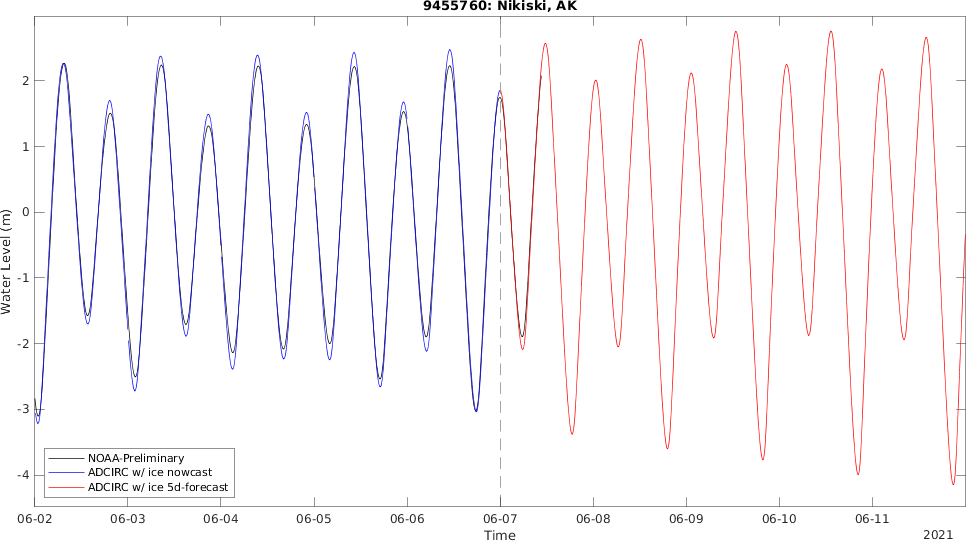 9455760: Nikiski, AK
Water Level (m)
2
1
0
-1
-2
-3
-4
NOAA-Preliminary
ADCIRC w/ ice nowcast
ADCIRC w/ ice 5d-forecast
06-02 06-03 06-04 06-05 06-06 06-07 06-08 06-09 06-10 06-11
Time
2021